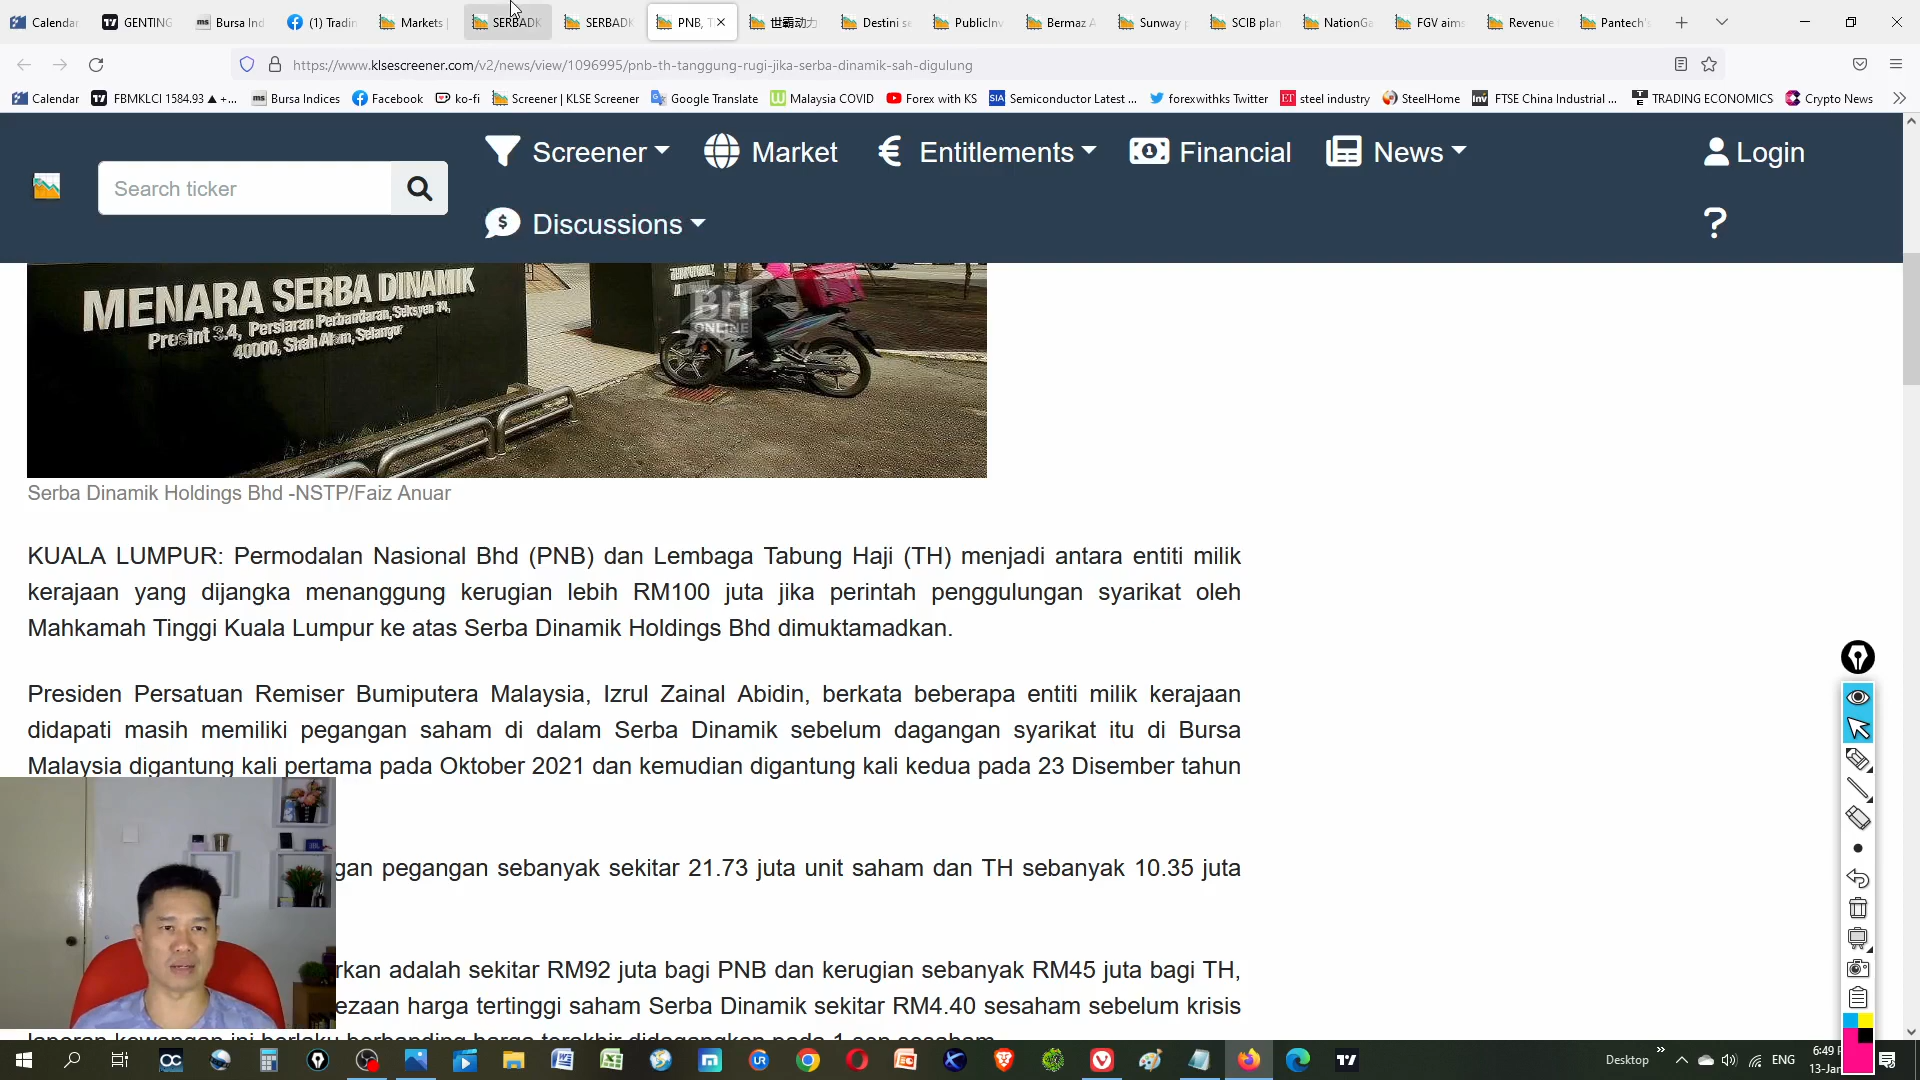 Calendar GENTING Bursa Ind (1) Tradin Markets | SERBADK SERBADK PNB, T 世霸动力 Destini se PublicInv Bermaz A Sunway p SCIB plan NationGa FGV aims Revenue Pantech's
https://www.klsescreener.com/v2/news/view/1096995/pnb-th-tanggung-rugi-jika-serba-dinamik-sah-digulung
Calendar FBMKLCI 1584.93 ▲ +... Bursa Indices Facebook ko-fi Screener | KLSE Screener Google Translate Malaysia COVID Forex with KS Semiconductor Latest ... forexwithks Twitter steel industry SteelHome FTSE China Industrial ... TRADING ECONOMICS Crypto News
Screener Market Entitlements Financial News Login
Search ticker
Discussions ?
MENARA SERBA DINAMIK
Presint 3.4, Persiaran Perbandaran, Seksyen 14,
40000, Shah Alam, Selangor
BH
ONLINE
Serba Dinamik Holdings Bhd -NSTP/Faiz Anuar
KUALA LUMPUR: Permodalan Nasional Bhd (PNB) dan Lembaga Tabung Haji (TH) menjadi antara entiti milik
kerajaan yang dijangka menanggung kerugian lebih RM100 juta jika perintah penggulungan syarikat oleh
Mahkamah Tinggi Kuala Lumpur ke atas Serba Dinamik Holdings Bhd dimuktamadkan.
Presiden Persatuan Remiser Bumiputera Malaysia, Izrul Zainal Abidin, berkata beberapa entiti milik kerajaan
didapati masih memiliki pegangan saham di dalam Serba Dinamik sebelum dagangan syarikat itu di Bursa
Malaysia digantung kali pertama pada Oktober 2021 dan kemudian digantung kali kedua pada 23 Disember tahun
gan pegangan sebanyak sekitar 21.73 juta unit saham dan TH sebanyak 10.35 juta
rkan adalah sekitar RM92 juta bagi PNB dan kerugian sebanyak RM45 juta bagi TH,
ezaan harga tertinggi saham Serba Dinamik sekitar RM4.40 sesaham sebelum krisis
Desktop ENG 6:49 P
13-Jan